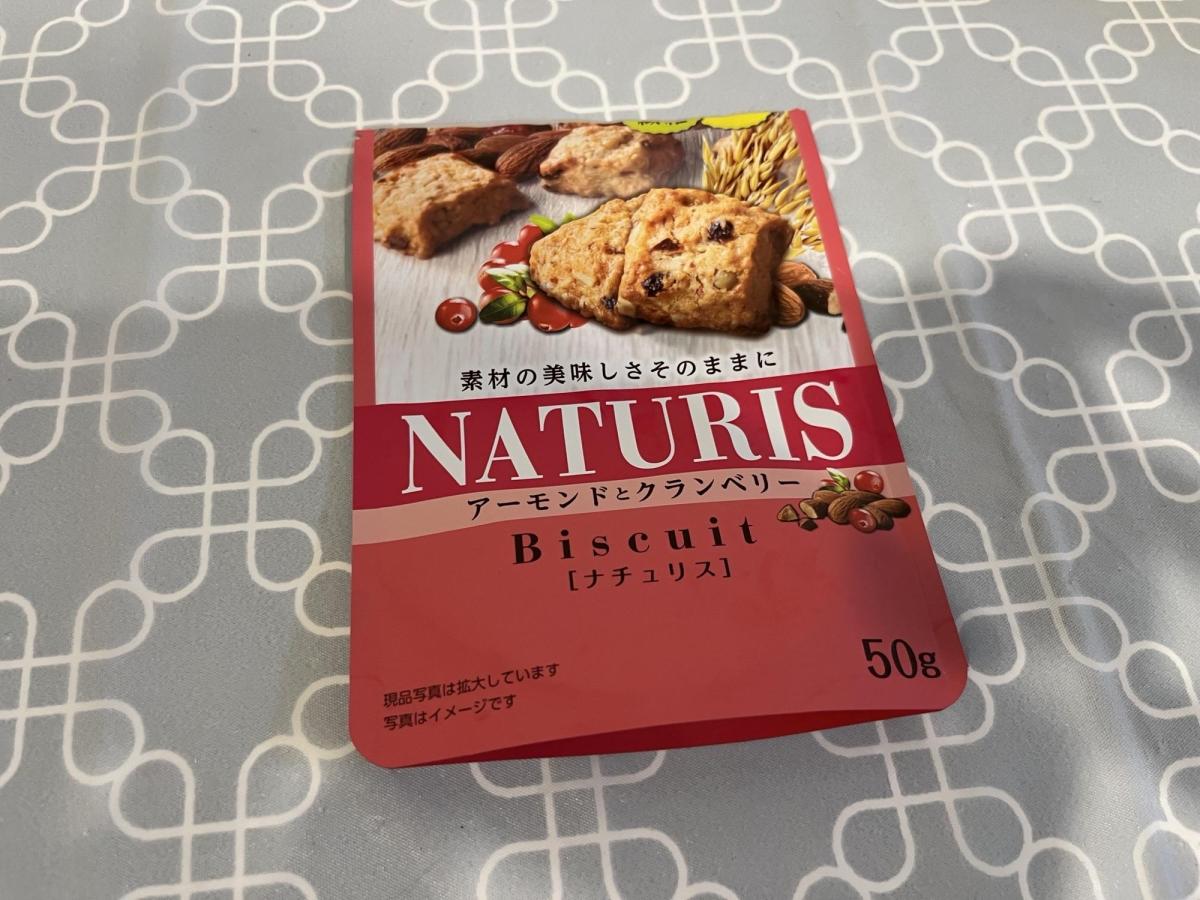 素材の美味しさそのままに
NATURIS
アーモンドとクランベリー
Biscuit
[ナチュリス]
50g
現品写真は拡大しています
写真はイメージです